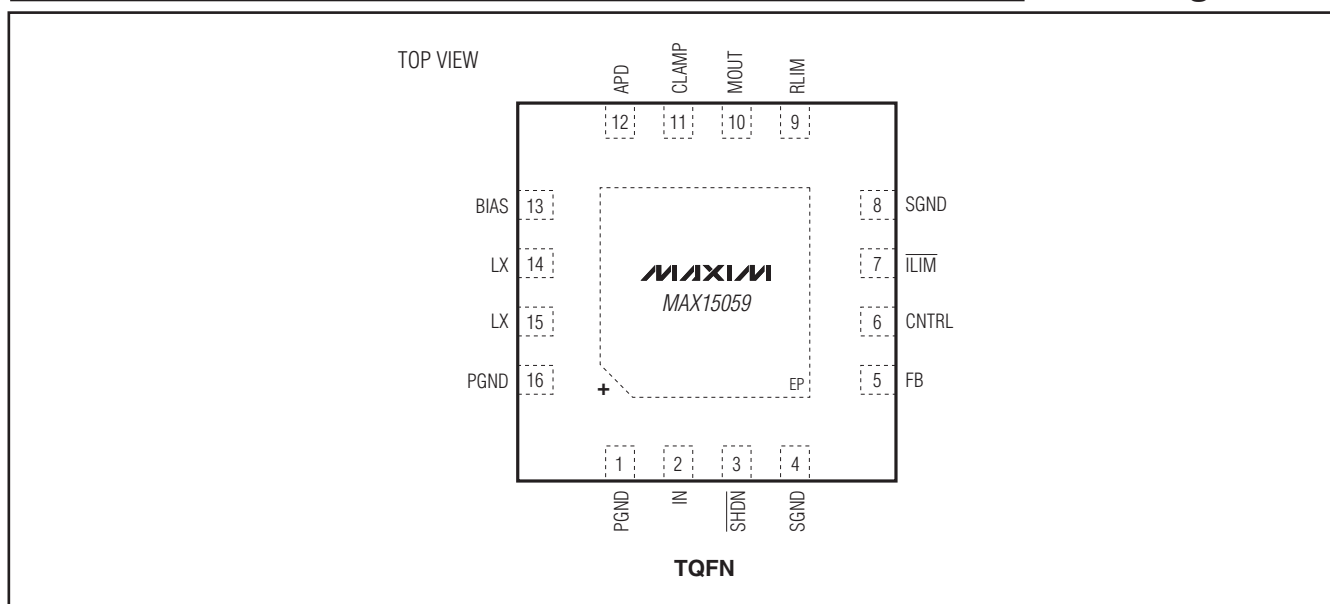 TOP VIEW
APD
CLAMP
MOUT
RLIM
12
11
10
9
BIAS 13
8 SGND
LX 14
7 ILIM
MAXIM
MAX15059
LX 15
6 CNTRL
PGND 16
5 FB
+
EP
1
2
3
4
PGND
IN
SHDN
SGND
TQFN